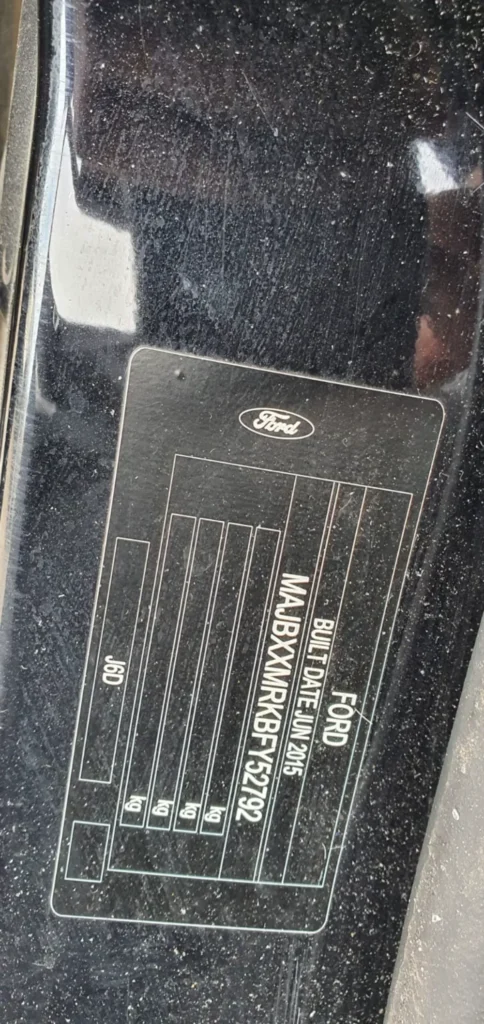 Ford
FORD
BUILT DATE JUN 2015
MAJBXXMRKBFY52792
kg
kg
kg
kg
J6D